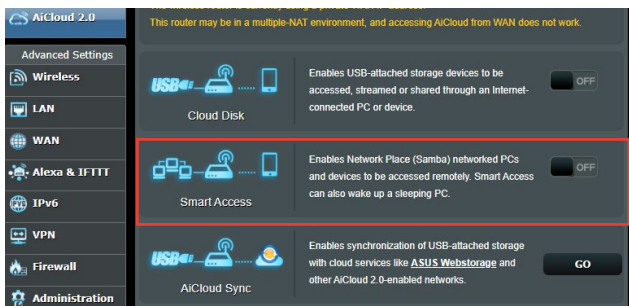 AiCloud 2.0
This router may be in a multiple-NAT environment, and accessing AiCloud from WAN does not work.
Advanced Settings
Wireless
LAN
WAN
Alexa & IFTTT
IPv6
VPN
Firewall
Administration
USB
Cloud Disk
Enables USB-attached storage devices to be
accessed, streamed or shared through an Internet-
connected PC or device.
OFF
Smart Access
Enables Network Place (Samba) networked PCs
and devices to be accessed remotely. Smart Access
can also wake up a sleeping PC.
OFF
USB
AiCloud Sync
Enables synchronization of USB-attached storage
with cloud services like ASUS Webstorage and
other AiCloud 2.0-enabled networks.
GO